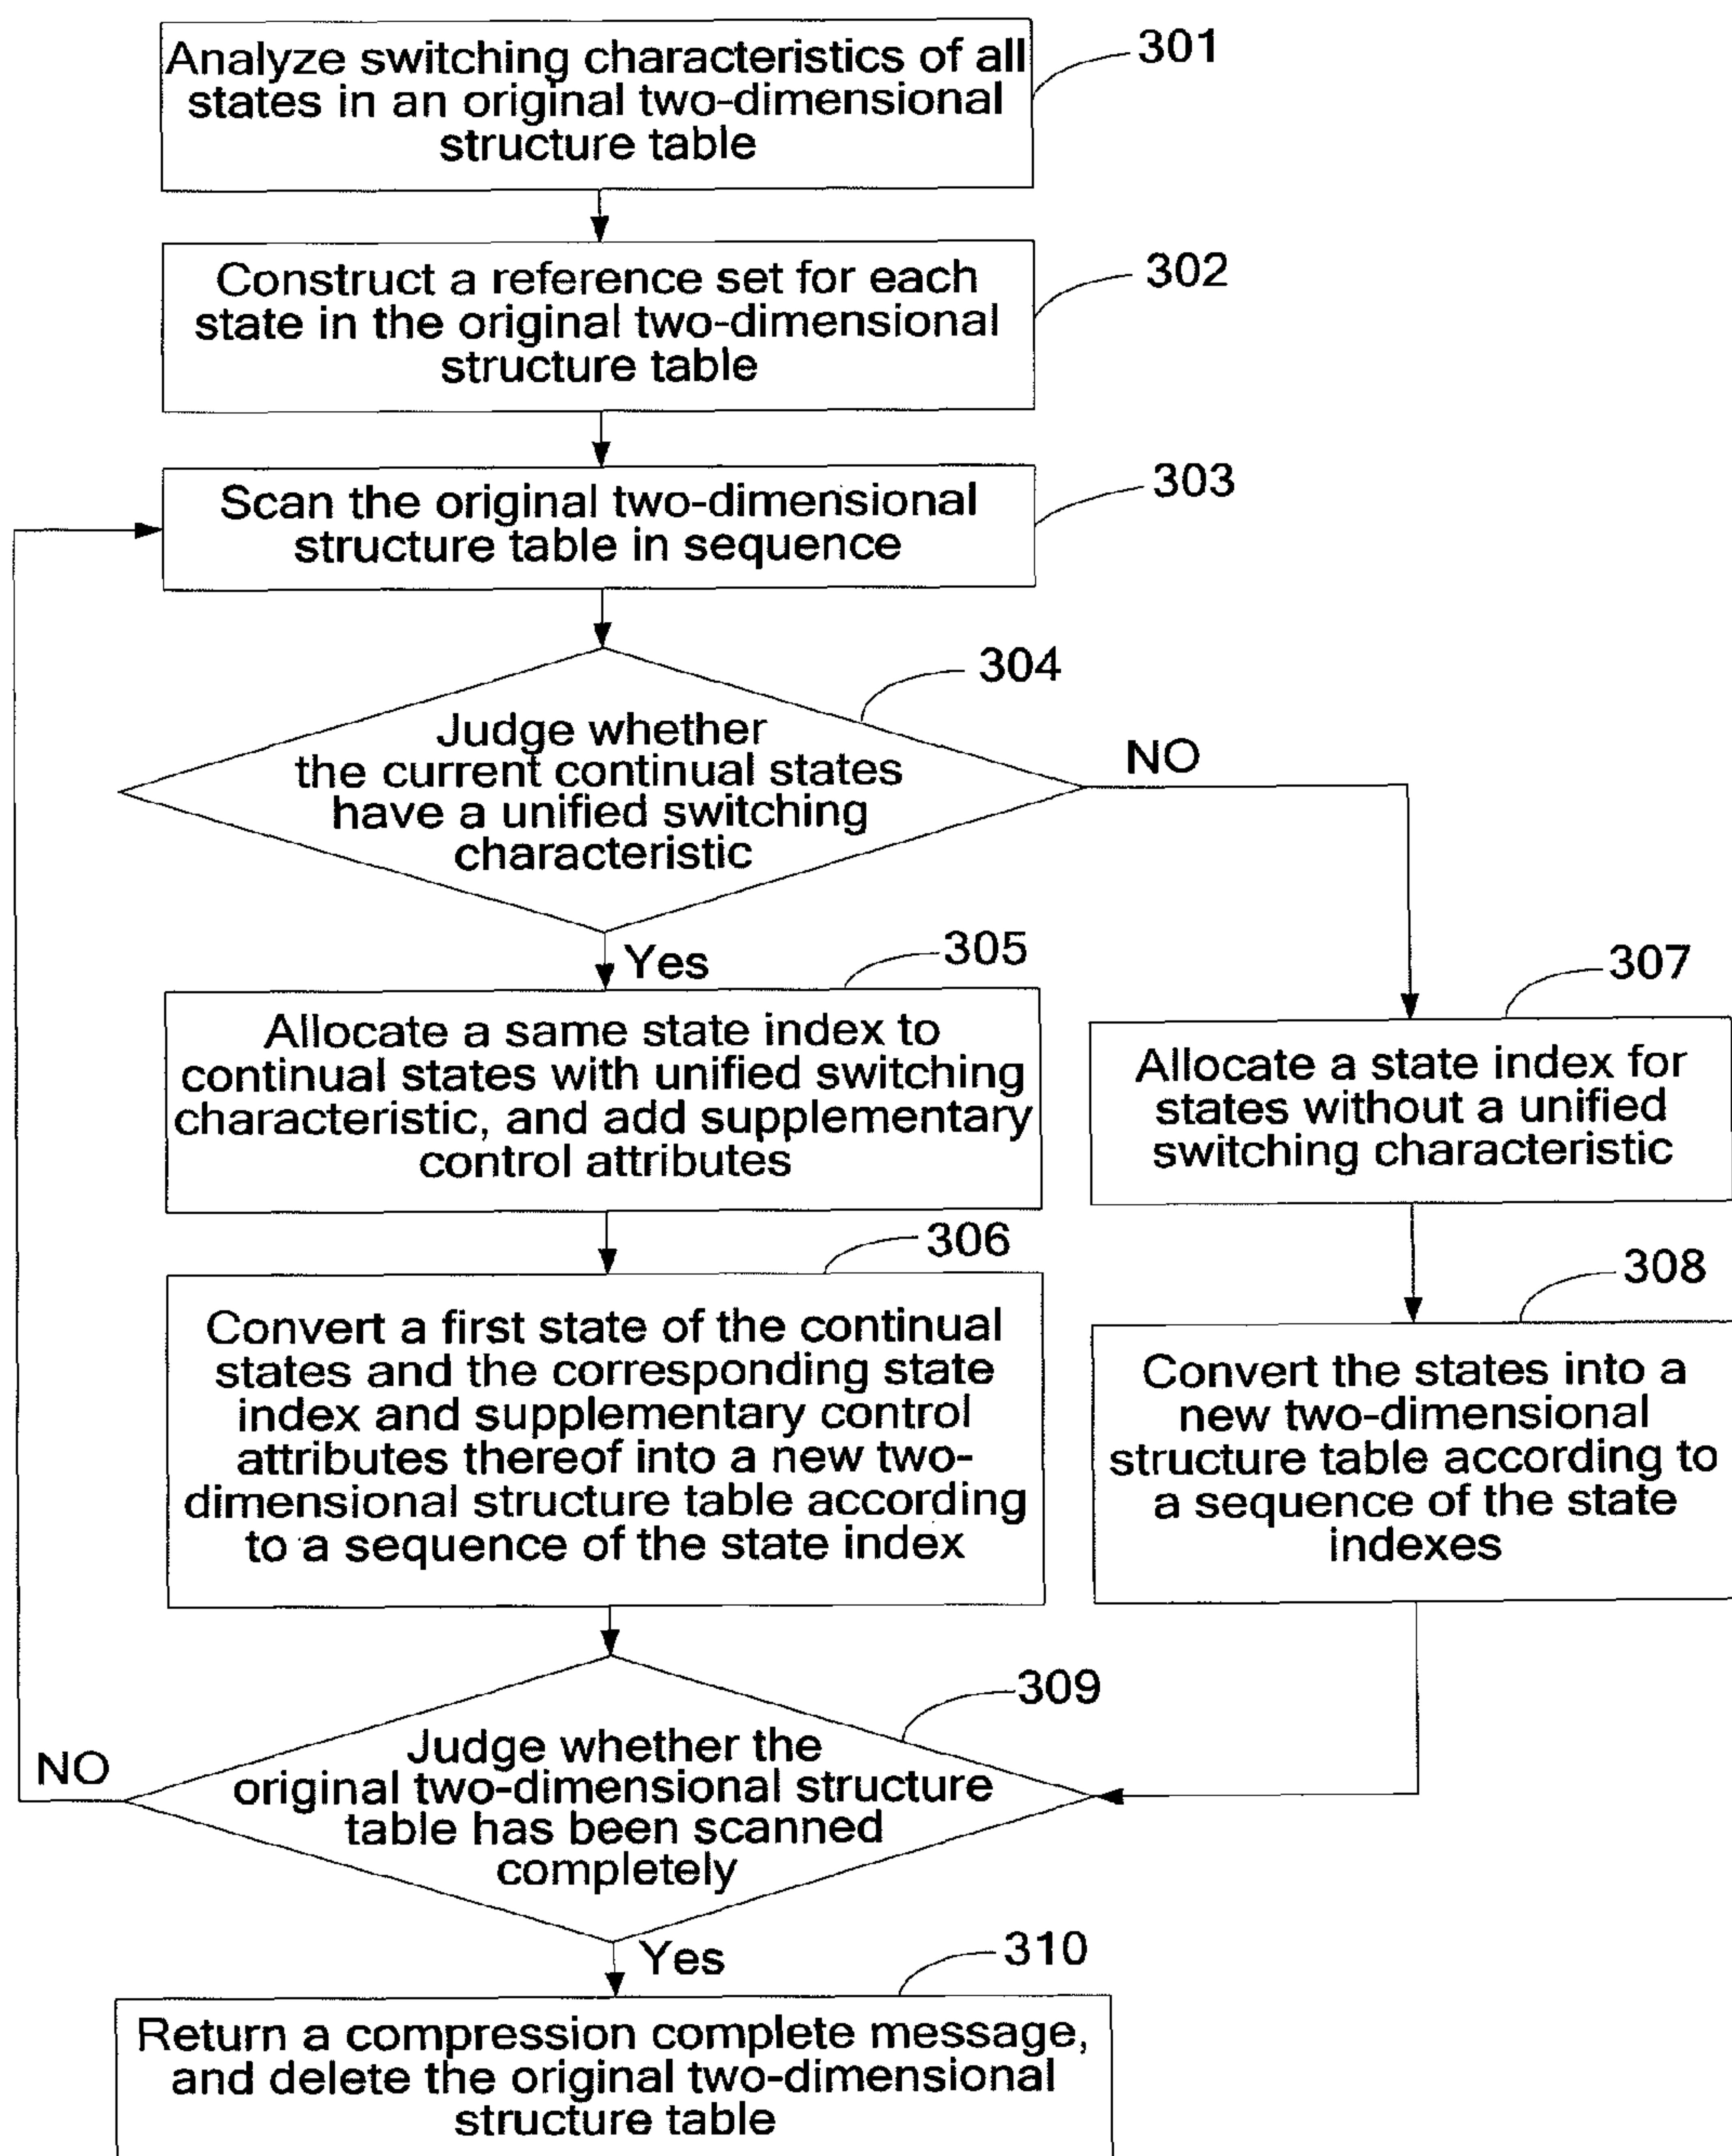 Analyze switching characteristics of all
states in an original two-dimensional
structure table
301
Construct a reference set for each
state in the original two-dimensional
structure table
302
Scan the original two-dimensional
structure table in sequence
303
304
Judge whether
the current continual states
have a unified switching
characteristic
NO
Yes
305
Allocate a same state index to
continual states with unified switching
characteristic, and add supplementary
control attributes
307
Allocate a state index for
states without a unified
switching characteristic
306
Convert a first state of the continual
states and the corresponding state
index and supplementary control
attributes thereof into a new two-
dimensional structure table according
to a sequence of the state index
308
Convert the states into a
new two-dimensional
structure table according to
a sequence of the state
indexes
309
Judge whether the
original two-dimensional structure
table has been scanned
completely
NO
Yes
310
Return a compression complete message,
and delete the original two-dimensional
structure table